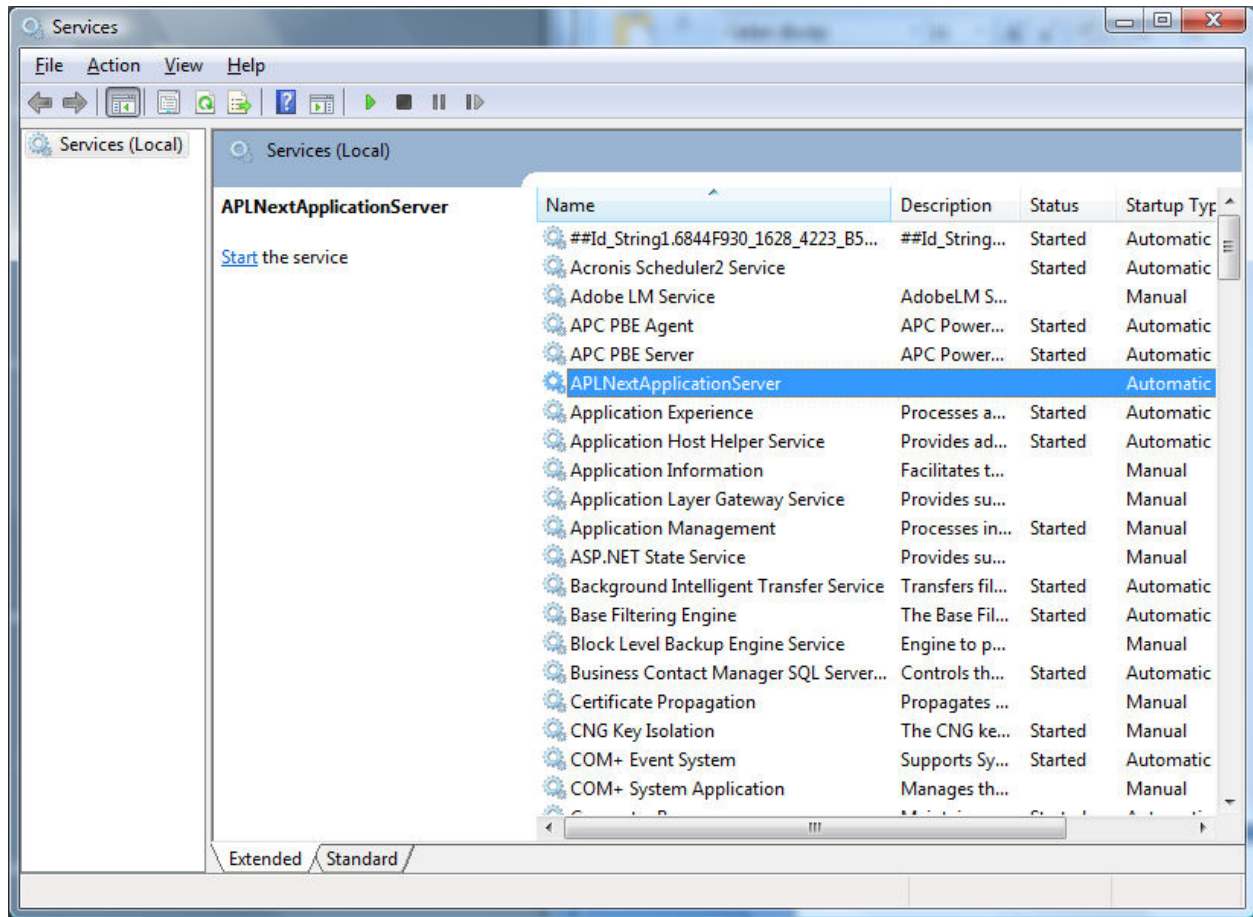 Services
File Action View Help
Services (Local)
Services (Local)
APLNextApplicationServer
Start the service
Name Description Status Startup Typ
##Id_String1.6844F930_1628_4223_B5... ##Id_String... Started Automatic
Acronis Scheduler2 Service Started Automatic
Adobe LM Service AdobeLM S... Manual
APC PBE Agent APC Power... Started Automatic
APC PBE Server APC Power... Started Automatic
APLNextApplicationServer Automatic
Application Experience Processes a... Started Automatic
Application Host Helper Service Provides ad... Started Automatic
Application Information Facilitates t... Manual
Application Layer Gateway Service Provides su... Manual
Application Management Processes in... Started Manual
ASP.NET State Service Provides su... Manual
Background Intelligent Transfer Service Transfers fil... Started Automatic
Base Filtering Engine The Base Fil... Started Automatic
Block Level Backup Engine Service Engine to p... Manual
Business Contact Manager SQL Server... Controls th... Started Automatic
Certificate Propagation Propagates ... Manual
CNG Key Isolation The CNG ke... Started Manual
COM+ Event System Supports Sy... Started Automatic
COM+ System Application Manages th... Manual
Extended Standard